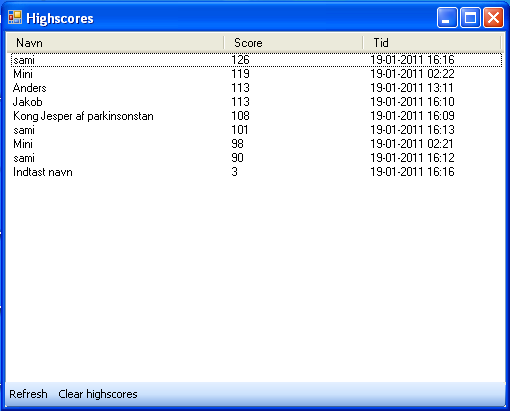 Highscores
Navn Score Tid
sami 126 19-01-2011 16:16
Mini 119 19-01-2011 02:22
Anders 113 19-01-2011 13:11
Jakob 113 19-01-2011 16:10
Kong Jesper af parkinsonstan 108 19-01-2011 16:09
sami 101 19-01-2011 16:13
Mini 98 19-01-2011 02:21
sami 90 19-01-2011 16:12
Indtast navn 3 19-01-2011 16:16
Refresh Clear highscores